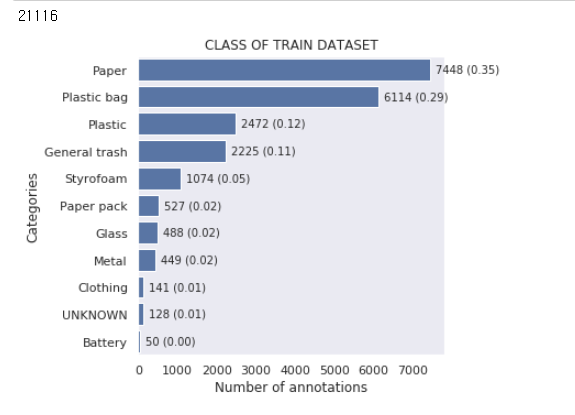 21116
CLASS OF TRAIN DATASET
Categories
Paper 7448 (0.35)
Plastic bag 6114 (0.29)
Plastic 2472 (0.12)
General trash 2225 (0.11)
Styrofoam 1074 (0.05)
Paper pack 527 (0.02)
Glass 488 (0.02)
Metal 449 (0.02)
Clothing 141 (0.01)
UNKNOWN 128 (0.01)
Battery 50 (0.00)
0 1000 2000 3000 4000 5000 6000 7000
Number of annotations